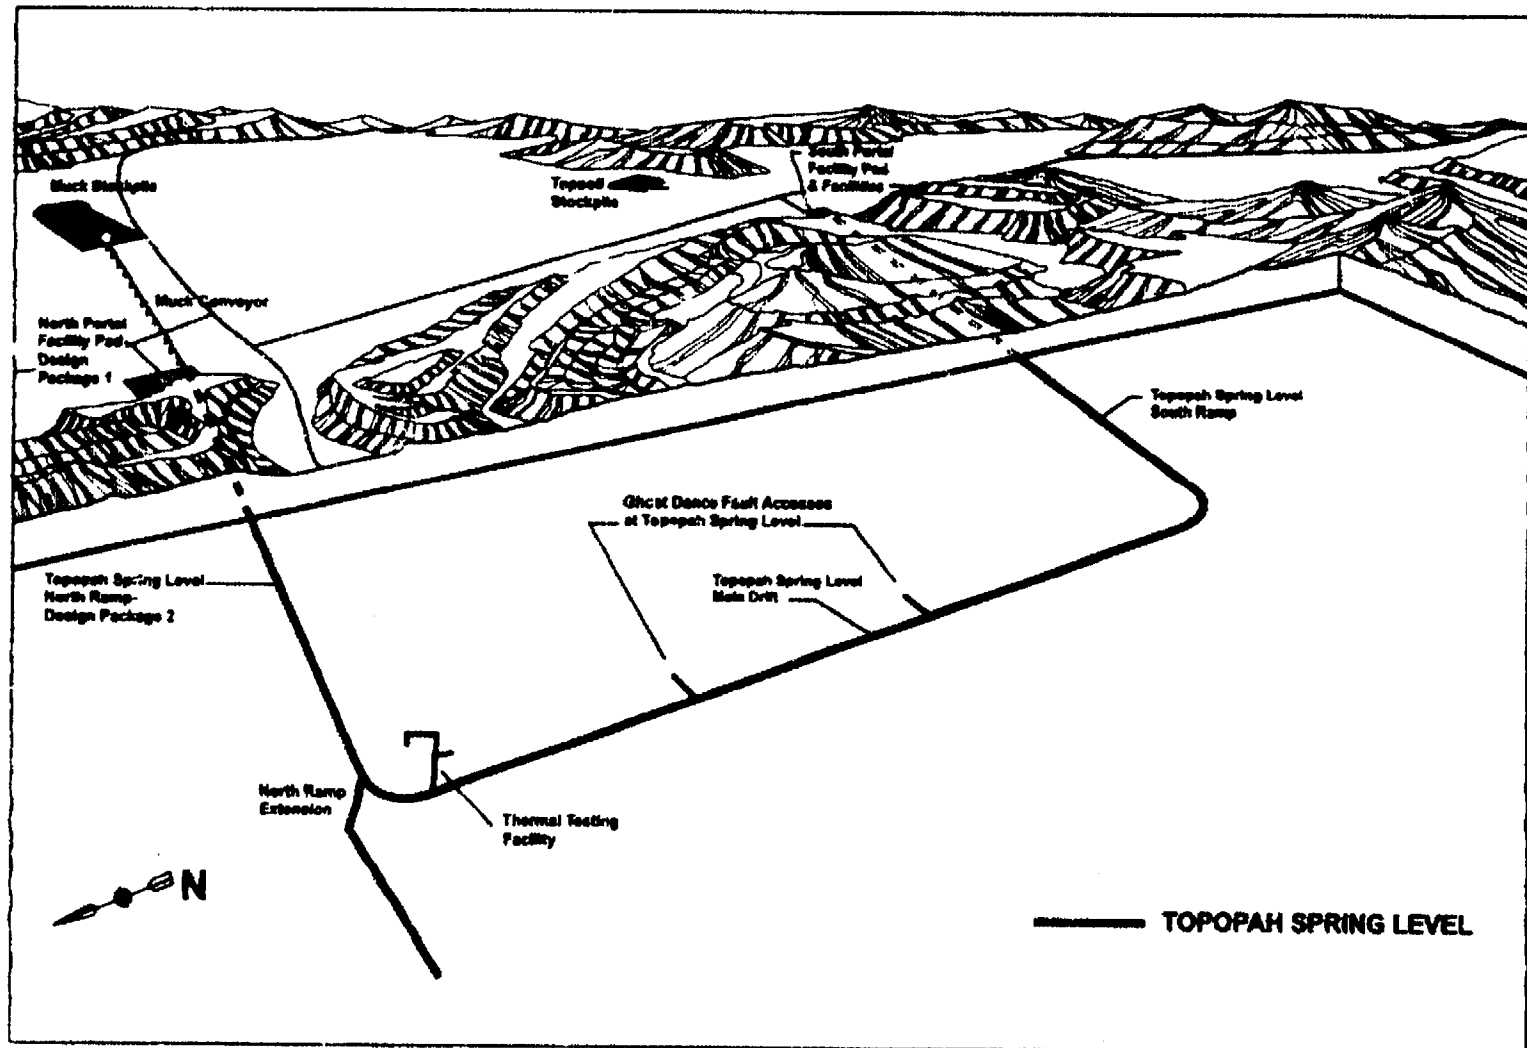 South Portal
Facility Pad
& Facilities
Muck Stockpile
Topsoil
Stockpile
Muck Conveyor
North Portal
Facility Pad-
Design
Package 1
Topopah Spring Level
South Ramp
Ghost Dance Fault Accesses
at Topopah Spring Level
Topopah Spring Level
North Ramp-
Design Package 2
Topopah Spring Level
Main Drift
North Ramp
Extension
Thermal Testing
Facility
N
TOPOPAH SPRING LEVEL